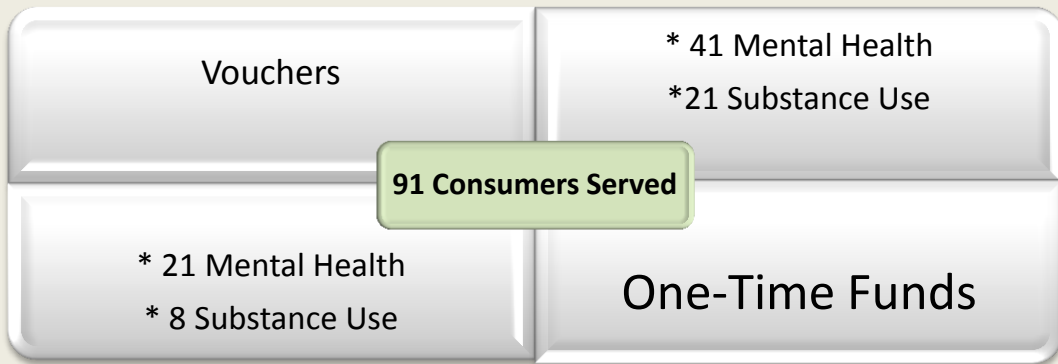 Vouchers
* 41 Mental Health
*21 Substance Use
91 Consumers Served
* 21 Mental Health
* 8 Substance Use
One-Time Funds